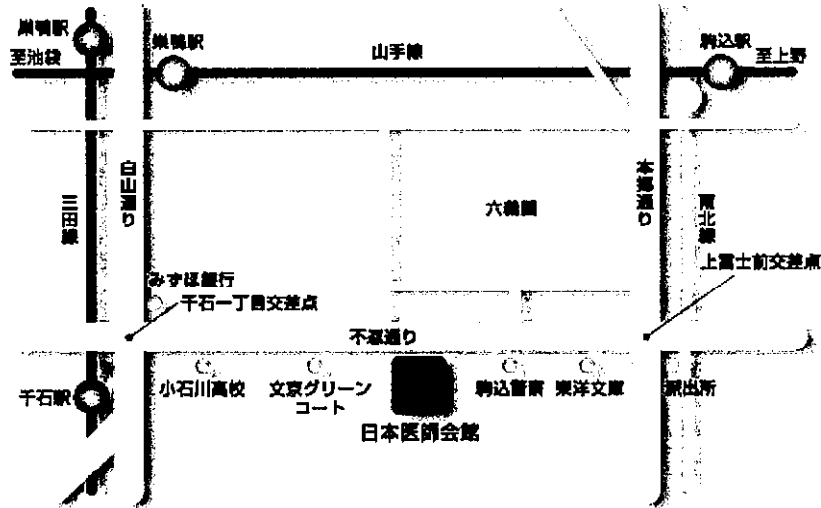 巣鴨駅
至池袋
巣鴨駅
山手線
駒込駅
至上野
白山通り
三田線
六義園
本郷通り
南北線
上富士前交差点
みずほ銀行
千石一丁目交差点
不忍通り
千石駅
小石川高校
文京グリーン
コート
駒込警察
東洋文庫
派出所
日本医師会館